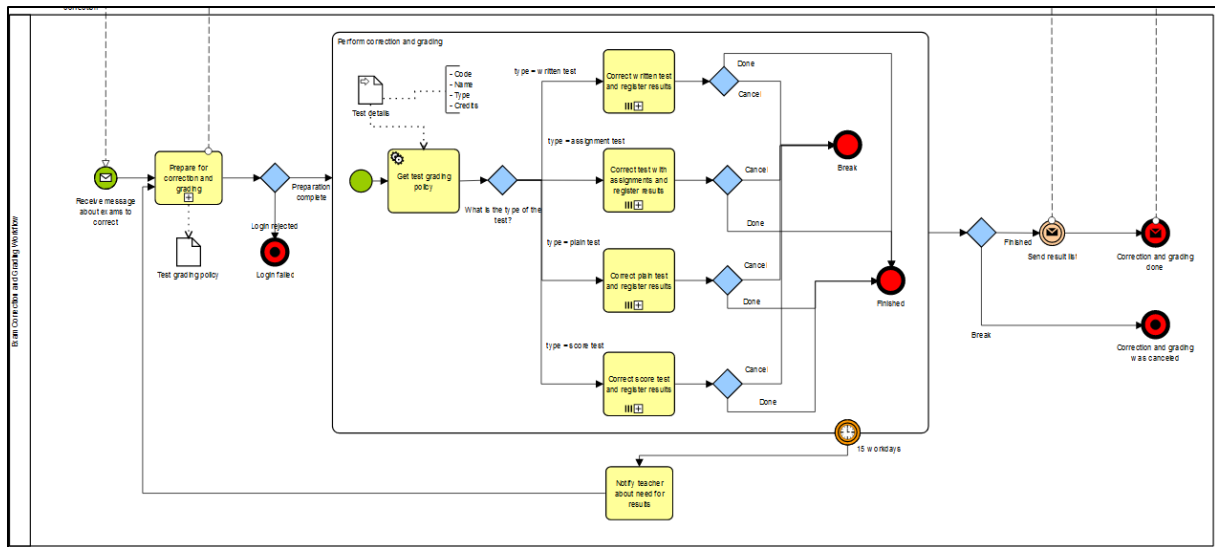 Exam Correction and Grading Workflow
Receive message
about exams to
correct
Prepare for
correction and
grading
Test grading policy
Login rejected
Login failed
Preparation
complete
Perform correction and grading
Test details
- Code
- Name
- Type
- Credits
Get test grading
policy
What is the type of the
test?
type = written test
Correct written test
and register results
Done
Cancel
type = assignment test
Correct test with
assignments and
register results
Cancel
Done
type = plain test
Correct plain test
and register results
Cancel
Done
type = score test
Correct score test
and register results
Cancel
Done
Break
Finished
15 workdays
Notify teacher
about need for
results
Finished
Send result list
Correction and grading
done
Break
Correction and grading
was canceled